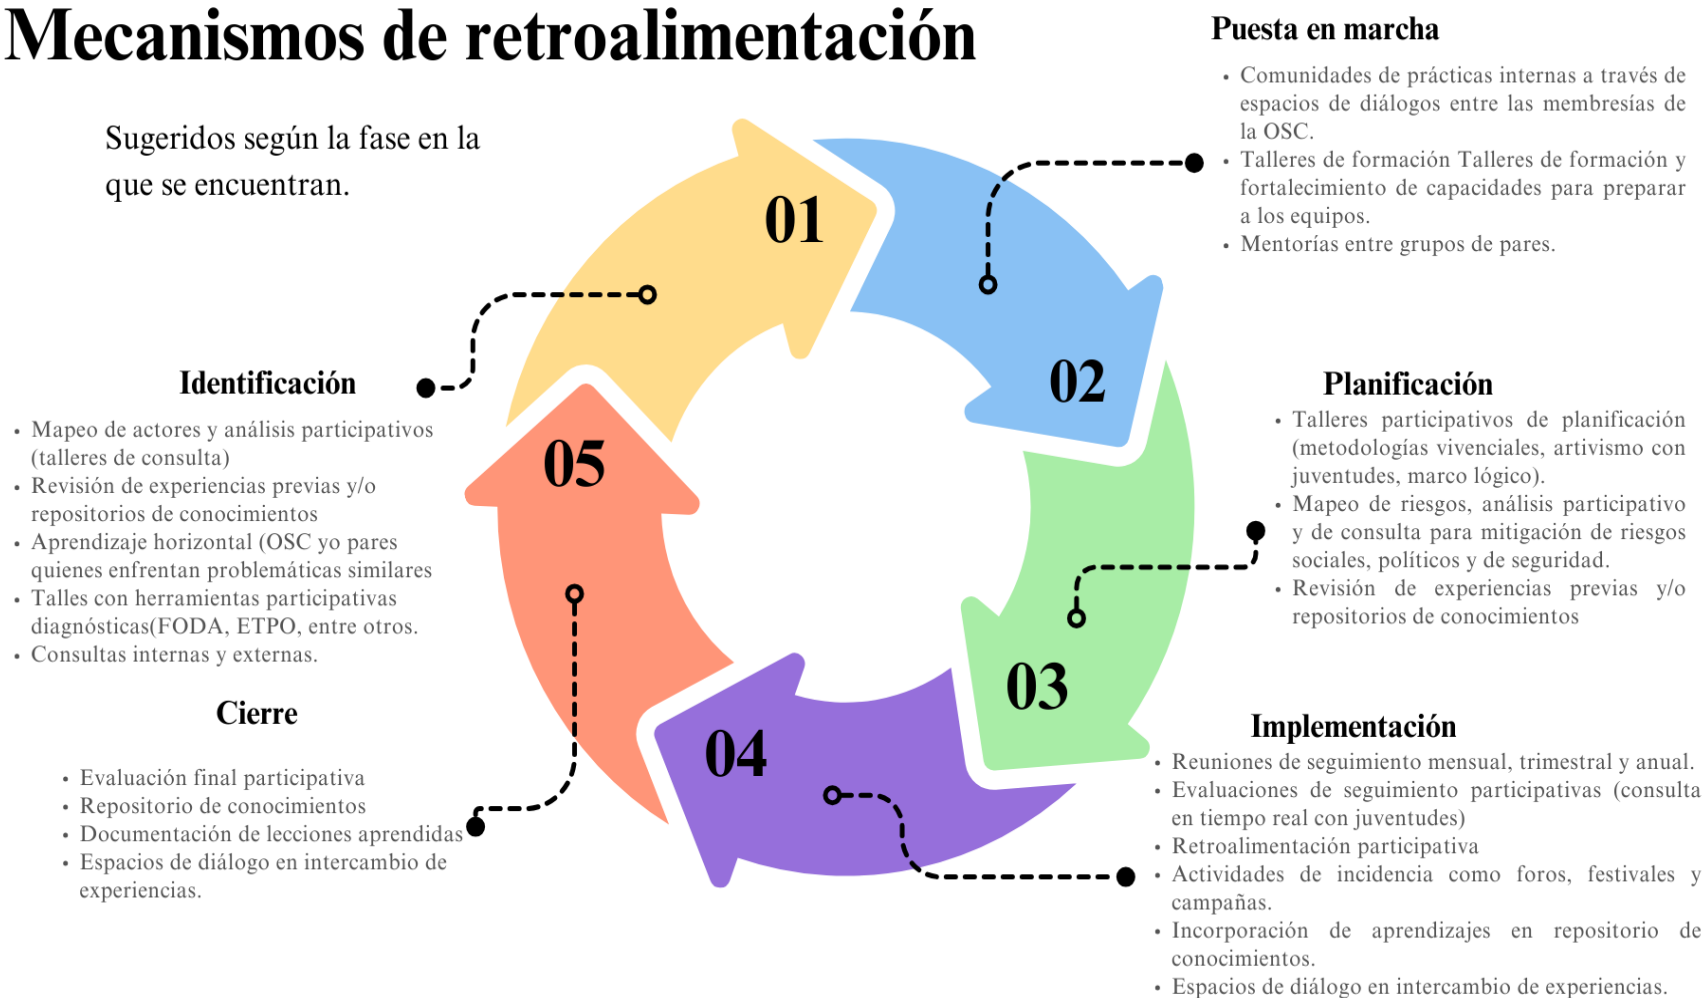 Mecanismos de retroalimentación
Sugeridos según la fase en la
que se encuentran.
01
02
03
04
05
Identificación
• Mapeo de actores y análisis participativos
(talleres de consulta)
• Revisión de experiencias previas y/o
repositorios de conocimientos
• Aprendizaje horizontal (OSC yo pares
quienes enfrentan problemáticas similares
• Talles con herramientas participativas
diagnósticas(FODA, ETPO, entre otros.
• Consultas internas y externas.
Puesta en marcha
• Comunidades de prácticas internas a través de
espacios de diálogos entre las membresías de
la OSC.
• Talleres de formación Talleres de formación y
fortalecimiento de capacidades para preparar
a los equipos.
• Mentorías entre grupos de pares.
Planificación
• Talleres participativos de planificación
(metodologías vivenciales, artivismo con
juventudes, marco lógico).
• Mapeo de riesgos, análisis participativo
y de consulta para mitigación de riesgos
sociales, políticos y de seguridad.
• Revisión de experiencias previas y/o
repositorios de conocimientos
Implementación
• Reuniones de seguimiento mensual, trimestral y anual.
• Evaluaciones de seguimiento participativas (consulta
en tiempo real con juventudes)
• Retroalimentación participativa
• Actividades de incidencia como foros, festivales y
campañas.
• Incorporación de aprendizajes en repositorio de
conocimientos.
• Espacios de diálogo en intercambio de experiencias.
Cierre
• Evaluación final participativa
• Repositorio de conocimientos
• Documentación de lecciones aprendidas
• Espacios de diálogo en intercambio de
experiencias.